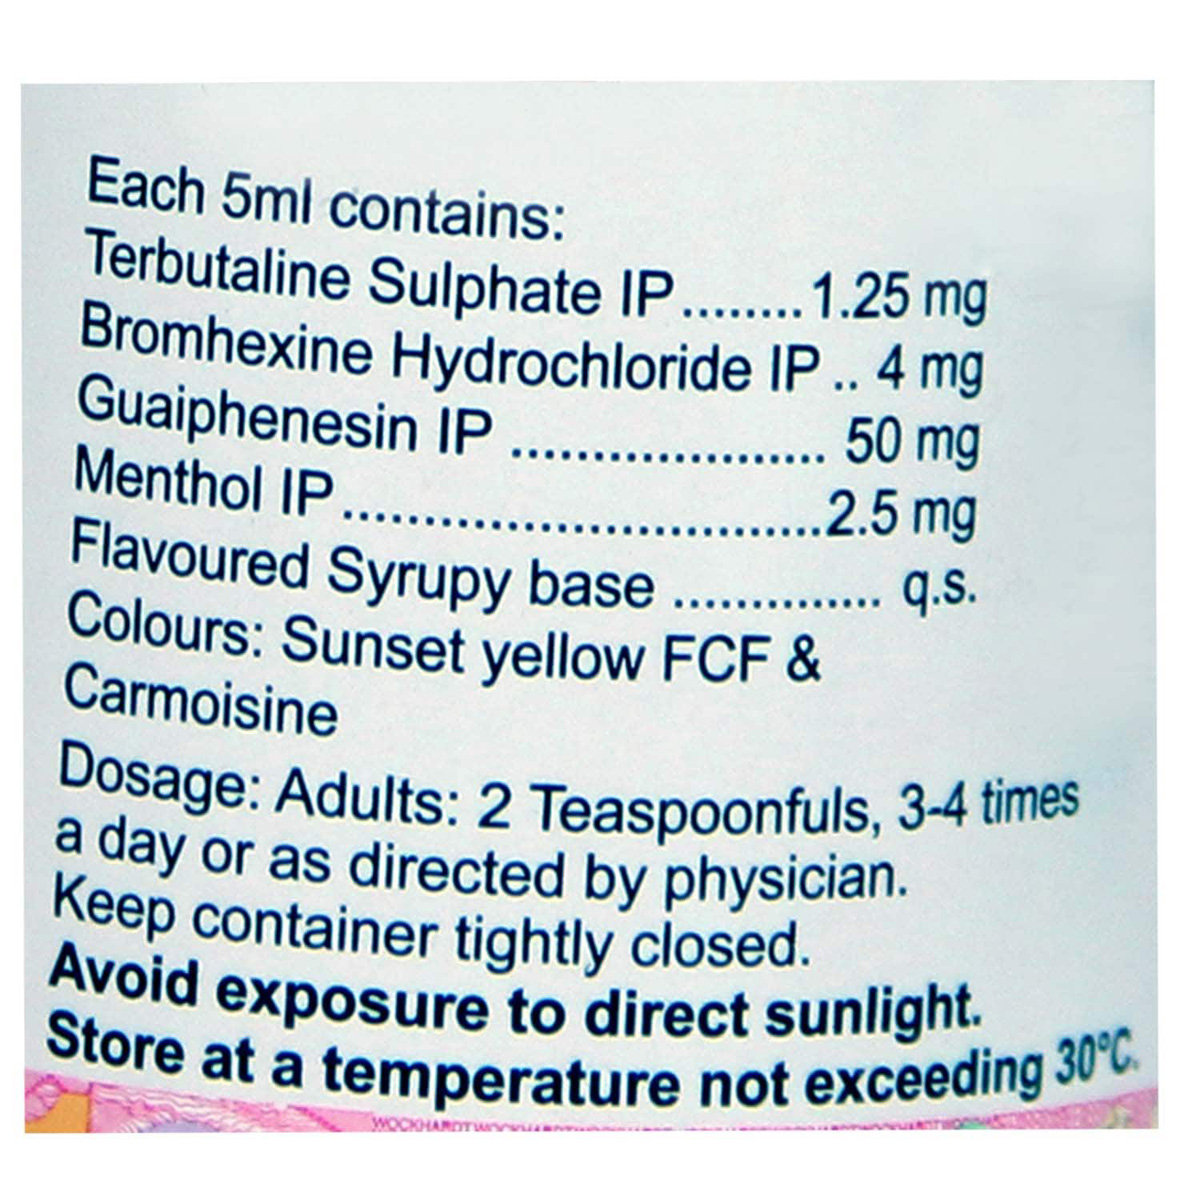 Each 5ml contains:
Terbutaline Sulphate IP ........ 1.25 mg
Bromhexine Hydrochloride IP .. 4 mg
Guaiphenesin IP ..................... 50 mg
Menthol IP ................................ 2.5 mg
Flavoured Syrupy base .............. q.s.
Colours: Sunset yellow FCF &
Carmoisine
Dosage: Adults: 2 Teaspoonfuls, 3-4 times
a day or as directed by physician.
Keep container tightly closed.
Avoid exposure to direct sunlight.
Store at a temperature not exceeding 30°C.
WOCKHARDT WOCKHARDT